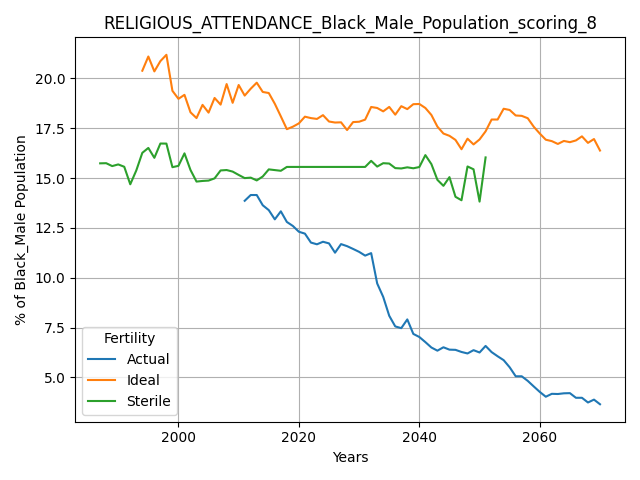 RELIGIOUS_ATTENDANCE_Black_Male_Population_scoring_8
% of Black_Male Population
20.0
17.5
15.0
12.5
10.0
7.5
5.0
Fertility
Actual
Ideal
Sterile
2000
2020
2040
2060
Years